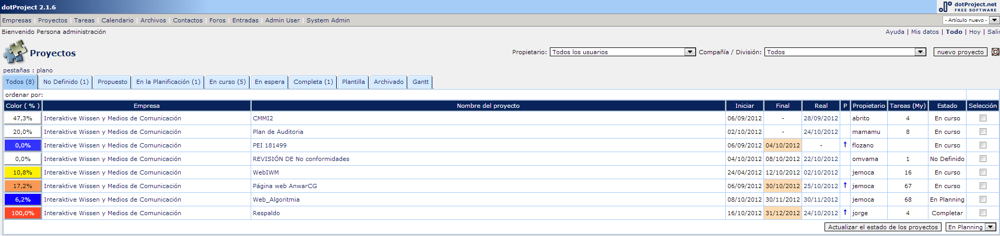 dotProject 2.1.6
dotProject.net
FREE SOFTWARE
Empresas | Proyectos | Tareas | Calendario | Archivos | Contactos | Foros | Entradas | Admin User | System Admin
- Artículo nuevo -
Bienvenido Persona administración
Ayuda | Mis datos | Todo | Hoy | Salir
Proyectos
Propietario: Todos los usuarios Compañía / División: Todos nuevo proyecto
pestañas : plano
Todos (8) No Definido (1) Propuesto En la Planificación (1) En curso (5) En espera Completa (1) Plantilla Archivado Gantt
ordenar por:
Color ( % ) Empresa Nombre del proyecto Iniciar Final Real P Propietario Tareas (My) Estado Selección
47,3% Interaktive Wissen y Medios de Comunicación CMMI2 06/09/2012 - 28/09/2012 abrito 4 En curso
20,0% Interaktive Wissen y Medios de Comunicación Plan de Auditoria 02/10/2012 - 24/10/2012 mamamu 8 En curso
0,0% Interaktive Wissen y Medios de Comunicación PEI 181499 06/09/2012 04/10/2012 - flozano En curso
0,0% Interaktive Wissen y Medios de Comunicación REVISIÓN DE No conformidades 04/10/2012 08/10/2012 22/10/2012 omvama 1 No Definido
10,8% Interaktive Wissen y Medios de Comunicación WebIWM 24/04/2012 12/10/2012 02/10/2012 jemoca 16 En curso
17,2% Interaktive Wissen y Medios de Comunicación Página web AnwarCG 06/09/2012 30/10/2012 25/10/2012 jemoca 67 En curso
6,2% Interaktive Wissen y Medios de Comunicación Web_Algoritmia 08/10/2012 30/11/2012 30/11/2012 jemoca 68 En Planning
100,0% Interaktive Wissen y Medios de Comunicación Respaldo 16/10/2012 31/12/2012 24/10/2012 jorge 4 Completar
Actualizar el estado de los proyectos En Planning